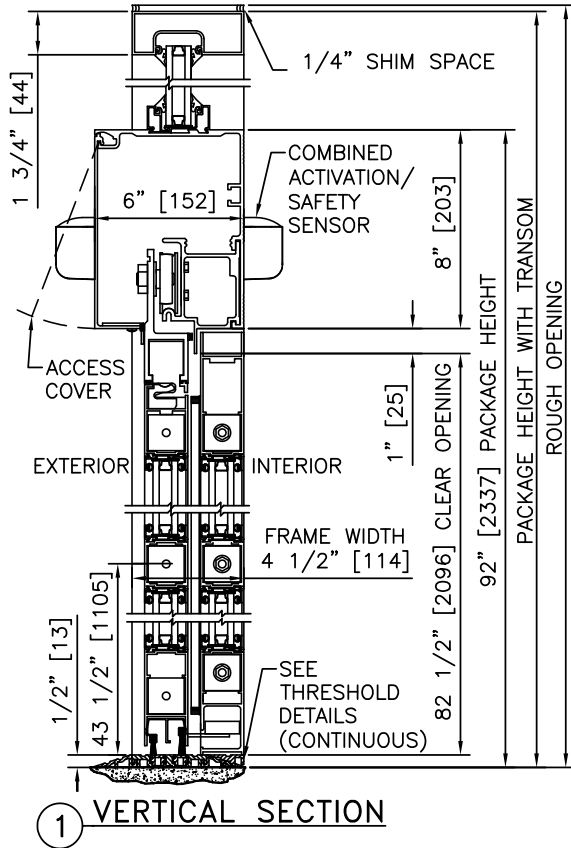 1 3/4" [44]
1/4" SHIM SPACE
6" [152]
COMBINED
ACTIVATION/
SAFETY
SENSOR
8" [203]
ACCESS
COVER
1" [25]
EXTERIOR
INTERIOR
FRAME WIDTH
4 1/2" [114]
1/2" [13]
43 1/2" [1105]
SEE
THRESHOLD
DETAILS
(CONTINUOUS)
82 1/2" [2096] CLEAR OPENING
92" [2337] PACKAGE HEIGHT
PACKAGE HEIGHT WITH TRANSOM
ROUGH OPENING
1 VERTICAL SECTION